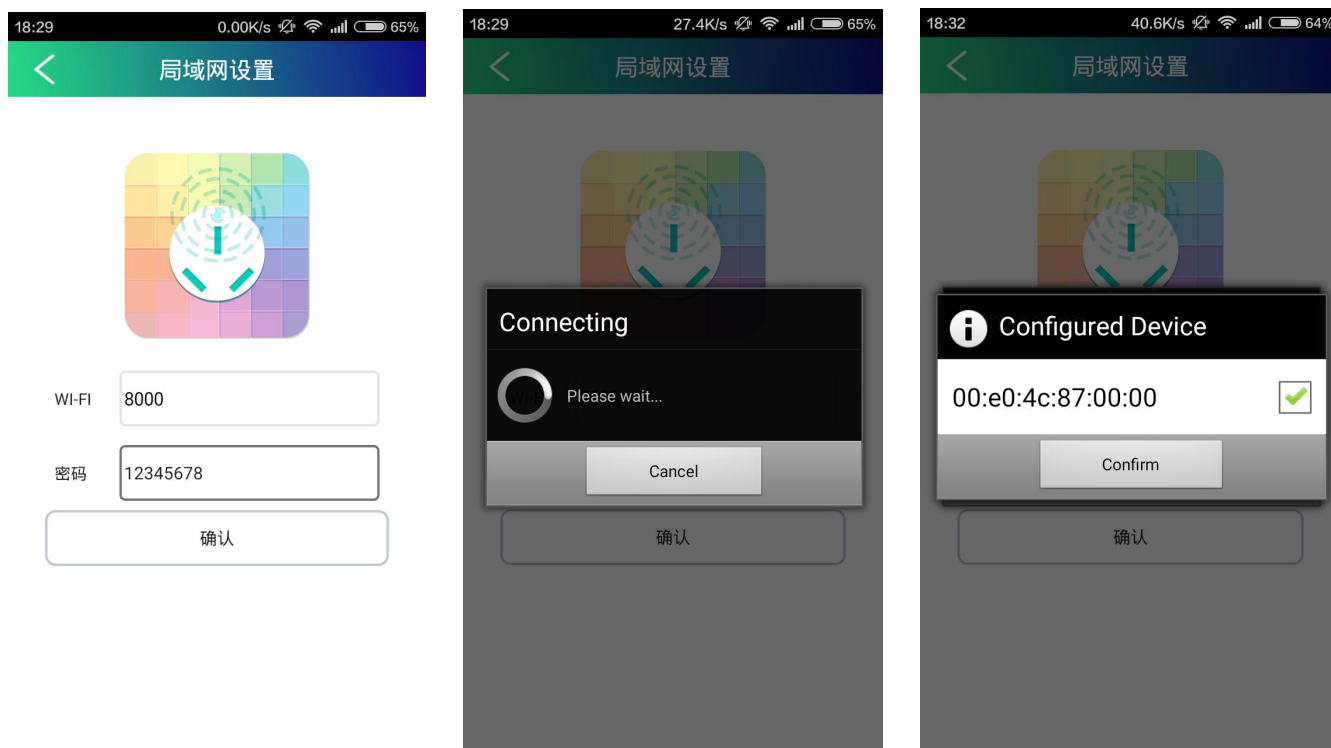 18:29 0.00K/s 65%
局域网设置
WI-FI 8000
密码 12345678
确认
18:29 27.4K/s 65%
局域网设置
Connecting
Please wait...
Cancel
确认
18:32 40.6K/s 64%
局域网设置
Configured Device
00:e0:4c:87:00:00
Confirm
确认